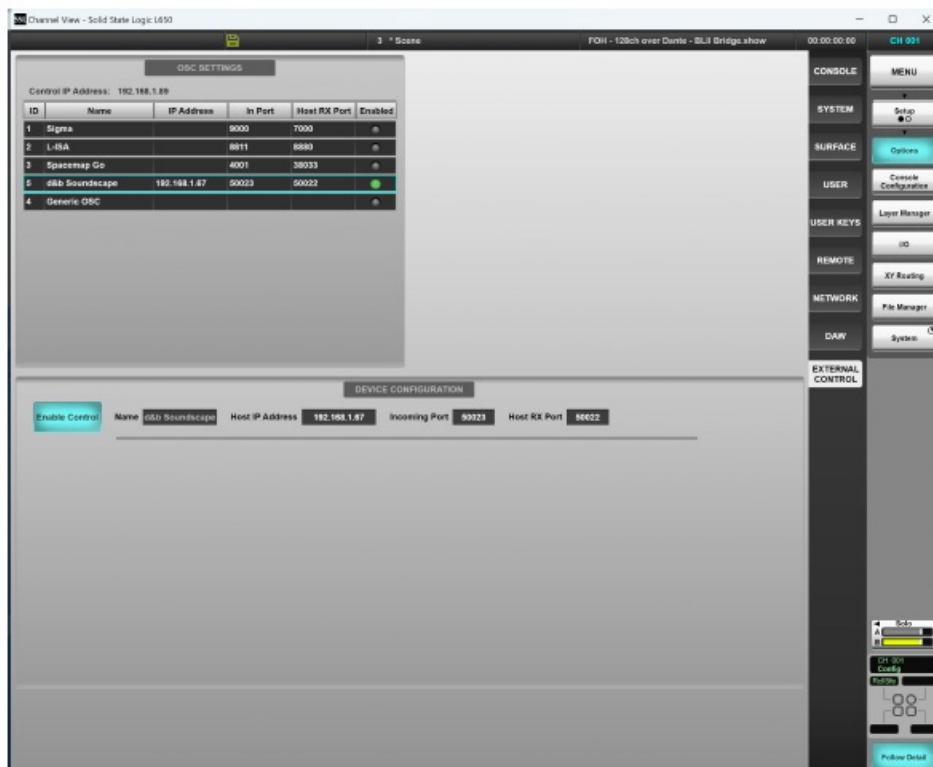 Channel View - Solid State Logic L650
3 * Scene
FOH - 128ch over Dante - BLII Bridge.show
00:00:00:00
CH 001
OSC SETTINGS
Control IP Address: 192.168.1.89
ID Name IP Address In Port Host RX Port Enabled
1 Sigma 9000 7000
2 L-ISA 8811 8880
3 Spacemap Go 4001 38033
5 d&b Soundscape 192.168.1.67 50023 50022
4 Generic OSC
DEVICE CONFIGURATION
Enable Control Name d&b Soundscape Host IP Address 192.168.1.67 Incoming Port 50023 Host RX Port 50022
CONSOLE
SYSTEM
SURFACE
USER
USER KEYS
REMOTE
NETWORK
DAW
EXTERNAL
CONTROL
MENU
Setup
Options
Console
Configuration
Layer Manager
I/O
XY Routing
File Manager
System
Solo
A
B
CH 001
Config
Follow Detail